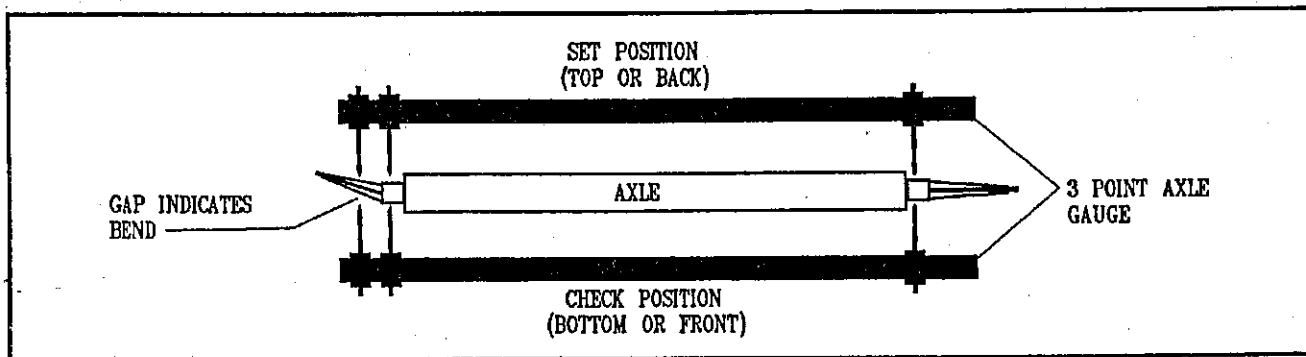 SET POSITION
(TOP OR BACK)
GAP INDICATES
BEND
AXLE
3 POINT AXLE
GAUGE
CHECK POSITION
(BOTTOM OR FRONT)